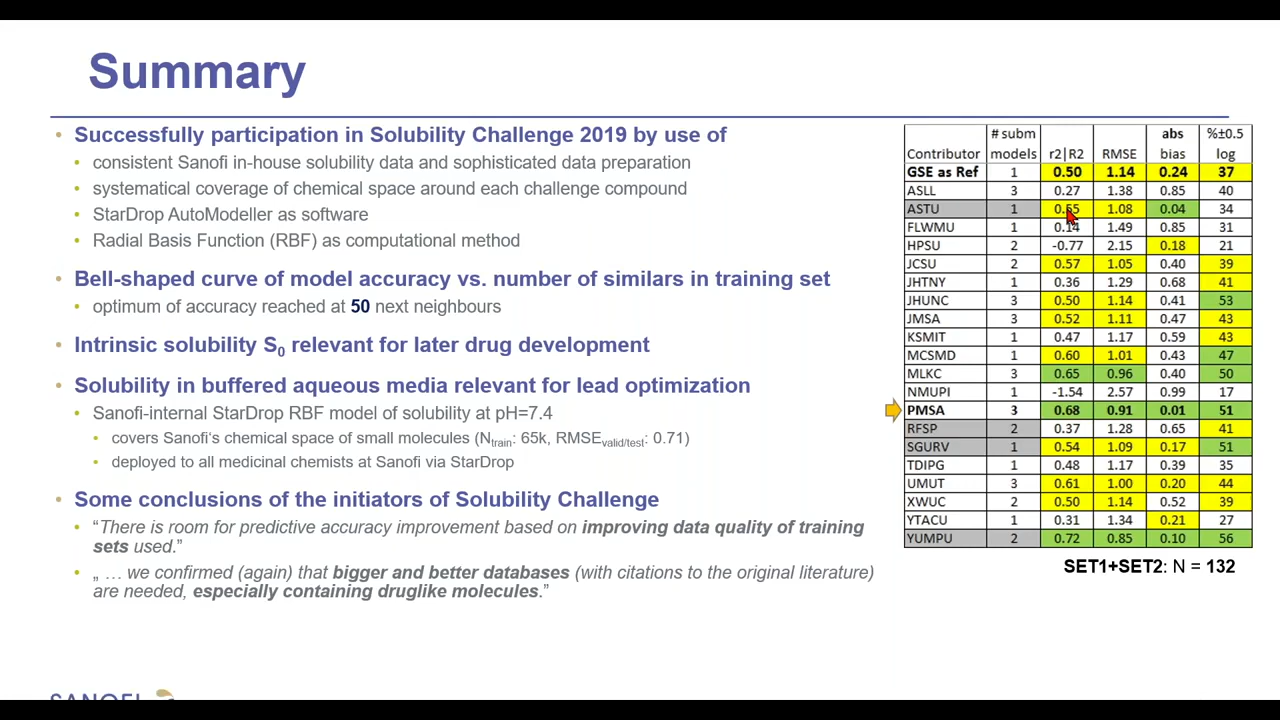 Summary
• Successfully participation in Solubility Challenge 2019 by use of
• consistent Sanofi in-house solubility data and sophisticated data preparation
• systematical coverage of chemical space around each challenge compound
• StarDrop AutoModeller as software
• Radial Basis Function (RBF) as computational method
• Bell-shaped curve of model accuracy vs. number of similars in training set
• optimum of accuracy reached at 50 next neighbours
• Intrinsic solubility S0 relevant for later drug development
• Solubility in buffered aqueous media relevant for lead optimization
• Sanofi-internal StarDrop RBF model of solubility at pH=7.4
• covers Sanofi's chemical space of small molecules (Ntrain: 65k, RMSEvalid/test: 0.71)
• deployed to all medicinal chemists at Sanofi via StarDrop
• Some conclusions of the initiators of Solubility Challenge
• “There is room for predictive accuracy improvement based on improving data quality of training
sets used.”
• „ … we confirmed (again) that bigger and better databases (with citations to the original literature)
are needed, especially containing druglike molecules.”
# subm abs %±0.5
Contributor models r2|R2 RMSE bias log
GSE as Ref 1 0.50 1.14 0.24 37
ASLL 3 0.27 1.38 0.85 40
ASTU 1 0.55 1.08 0.04 34
FLWMU 1 0.14 1.49 0.85 31
HPSU 2 -0.77 2.15 0.18 21
JCSU 2 0.57 1.05 0.40 39
JHTNY 1 0.36 1.29 0.68 41
JHUNC 3 0.50 1.14 0.41 53
JMSA 3 0.52 1.11 0.47 43
KSMIT 1 0.47 1.17 0.59 43
MCSMD 1 0.60 1.01 0.43 47
MLKC 3 0.65 0.96 0.40 50
NMUPI 1 -1.54 2.57 0.99 17
PMSA 3 0.68 0.91 0.01 51
RFSP 2 0.37 1.28 0.65 41
SGURV 1 0.54 1.09 0.17 51
TDIPG 1 0.48 1.17 0.39 35
UMUT 3 0.61 1.00 0.20 44
XWUC 2 0.50 1.14 0.52 39
YTACU 1 0.31 1.34 0.21 27
YUMPU 2 0.72 0.85 0.10 56
SET1+SET2: N = 132
SANOFI